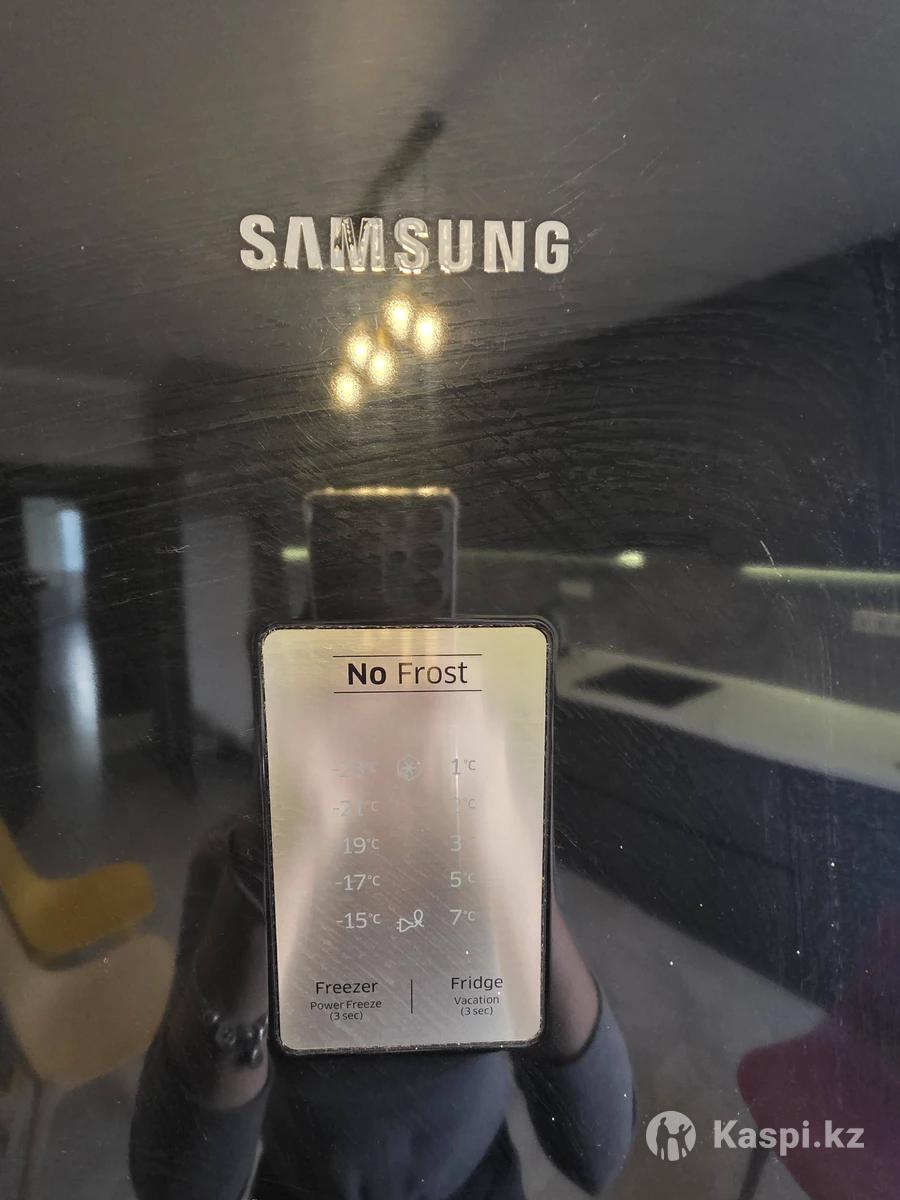 SAMSUNG
No Frost
1°C
-21°C
19°C 3
-17°C 5°C
-15°C 7°C
Freezer Fridge
Power Freeze Vacation
(3 sec) (3 sec)
Kaspi.kz